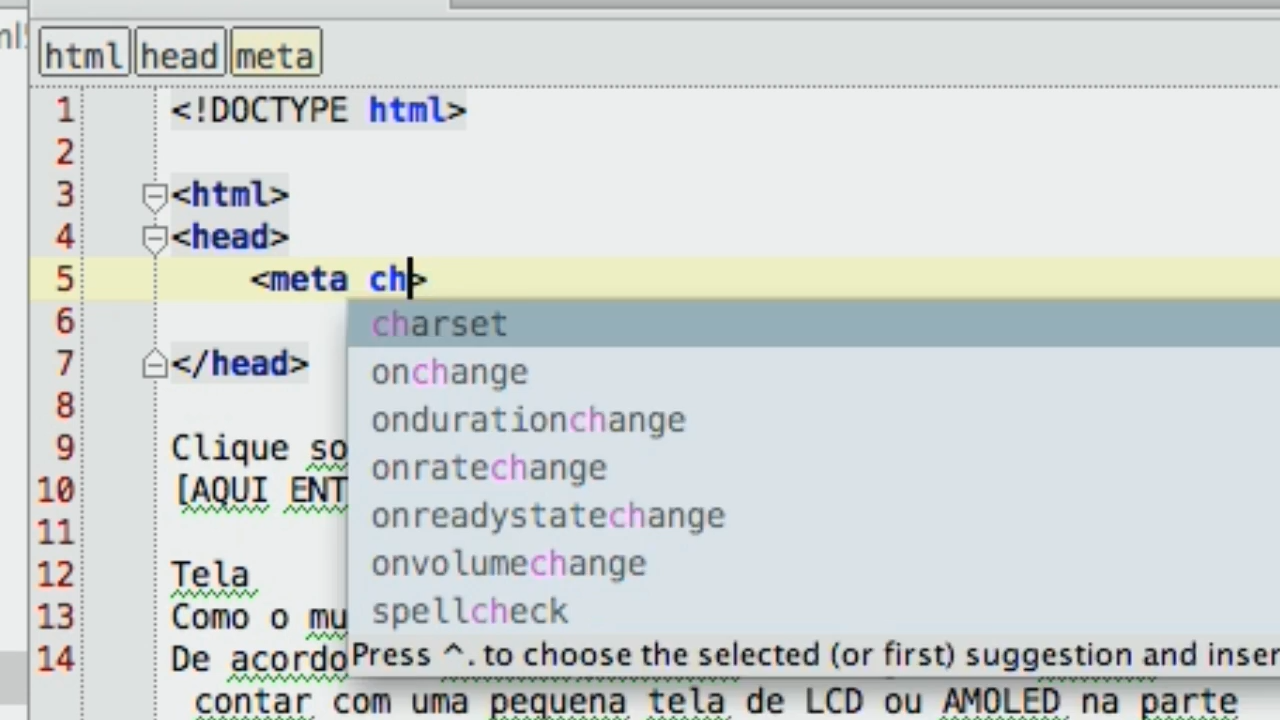 html head meta
1 <!DOCTYPE html>
2
3 <html>
4 <head>
5 <meta ch>
6
7 </head>
8
9 Clique so
10 [AQUI ENT
11
12 Tela
13 Como o mu
14 De acordo
contar com uma pequena tela de LCD ou AMOLED na parte
charset
onchange
ondurationchange
onratechange
onreadystatechange
onvolumechange
spellcheck
Press ^. to choose the selected (or first) suggestion and inser